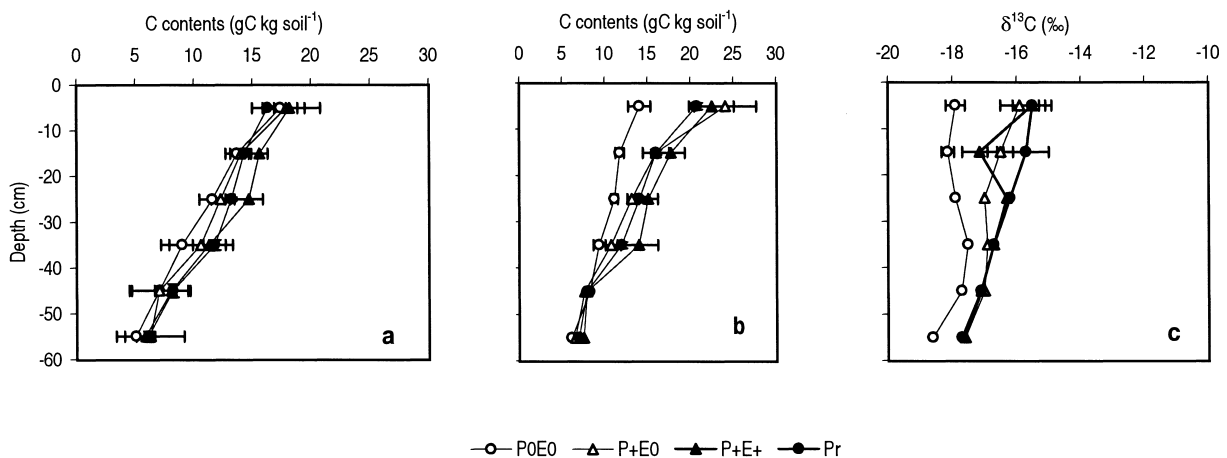 C contents (gC kg soil-1) C contents (gC kg soil-1) δ13C (‰)
0 5 10 15 20 25 30 0 5 10 15 20 25 30 -20 -18 -16 -14 -12 -10
0
-10
-20
-30
-40
-50
-60
Depth (cm)
a b c
P0E0 P+E0 P+E+ Pr